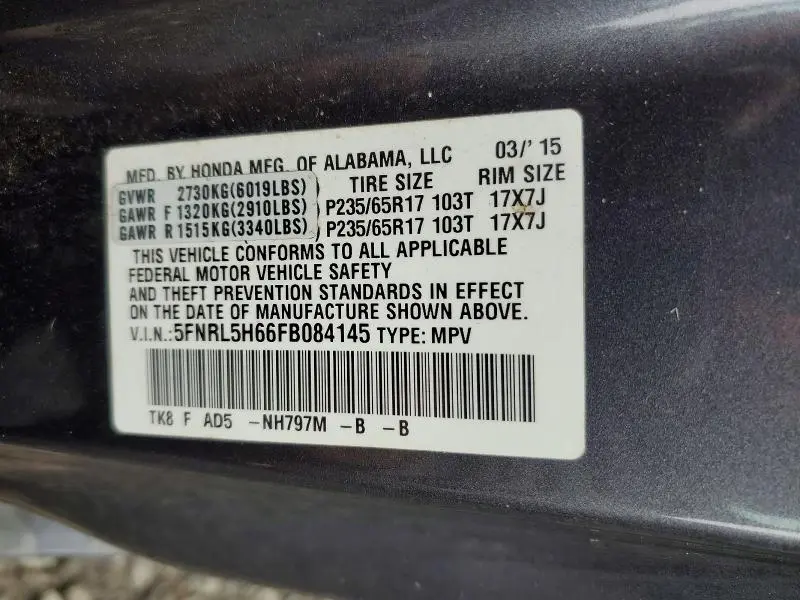 MFD. BY HONDA MFG. OF ALABAMA, LLC 03/'15
GVWR 2730KG(6019LBS) TIRE SIZE RIM SIZE
GAWR F 1320KG(2910LBS) P235/65R17 103T 17X7J
GAWR R 1515KG(3340LBS) P235/65R17 103T 17X7J
THIS VEHICLE CONFORMS TO ALL APPLICABLE
FEDERAL MOTOR VEHICLE SAFETY
AND THEFT PREVENTION STANDARDS IN EFFECT
ON THE DATE OF MANUFACTURE SHOWN ABOVE.
V.I.N.:5FNRL5H66FB084145 TYPE: MPV
TK8 F AD5 -NH797M -B -B